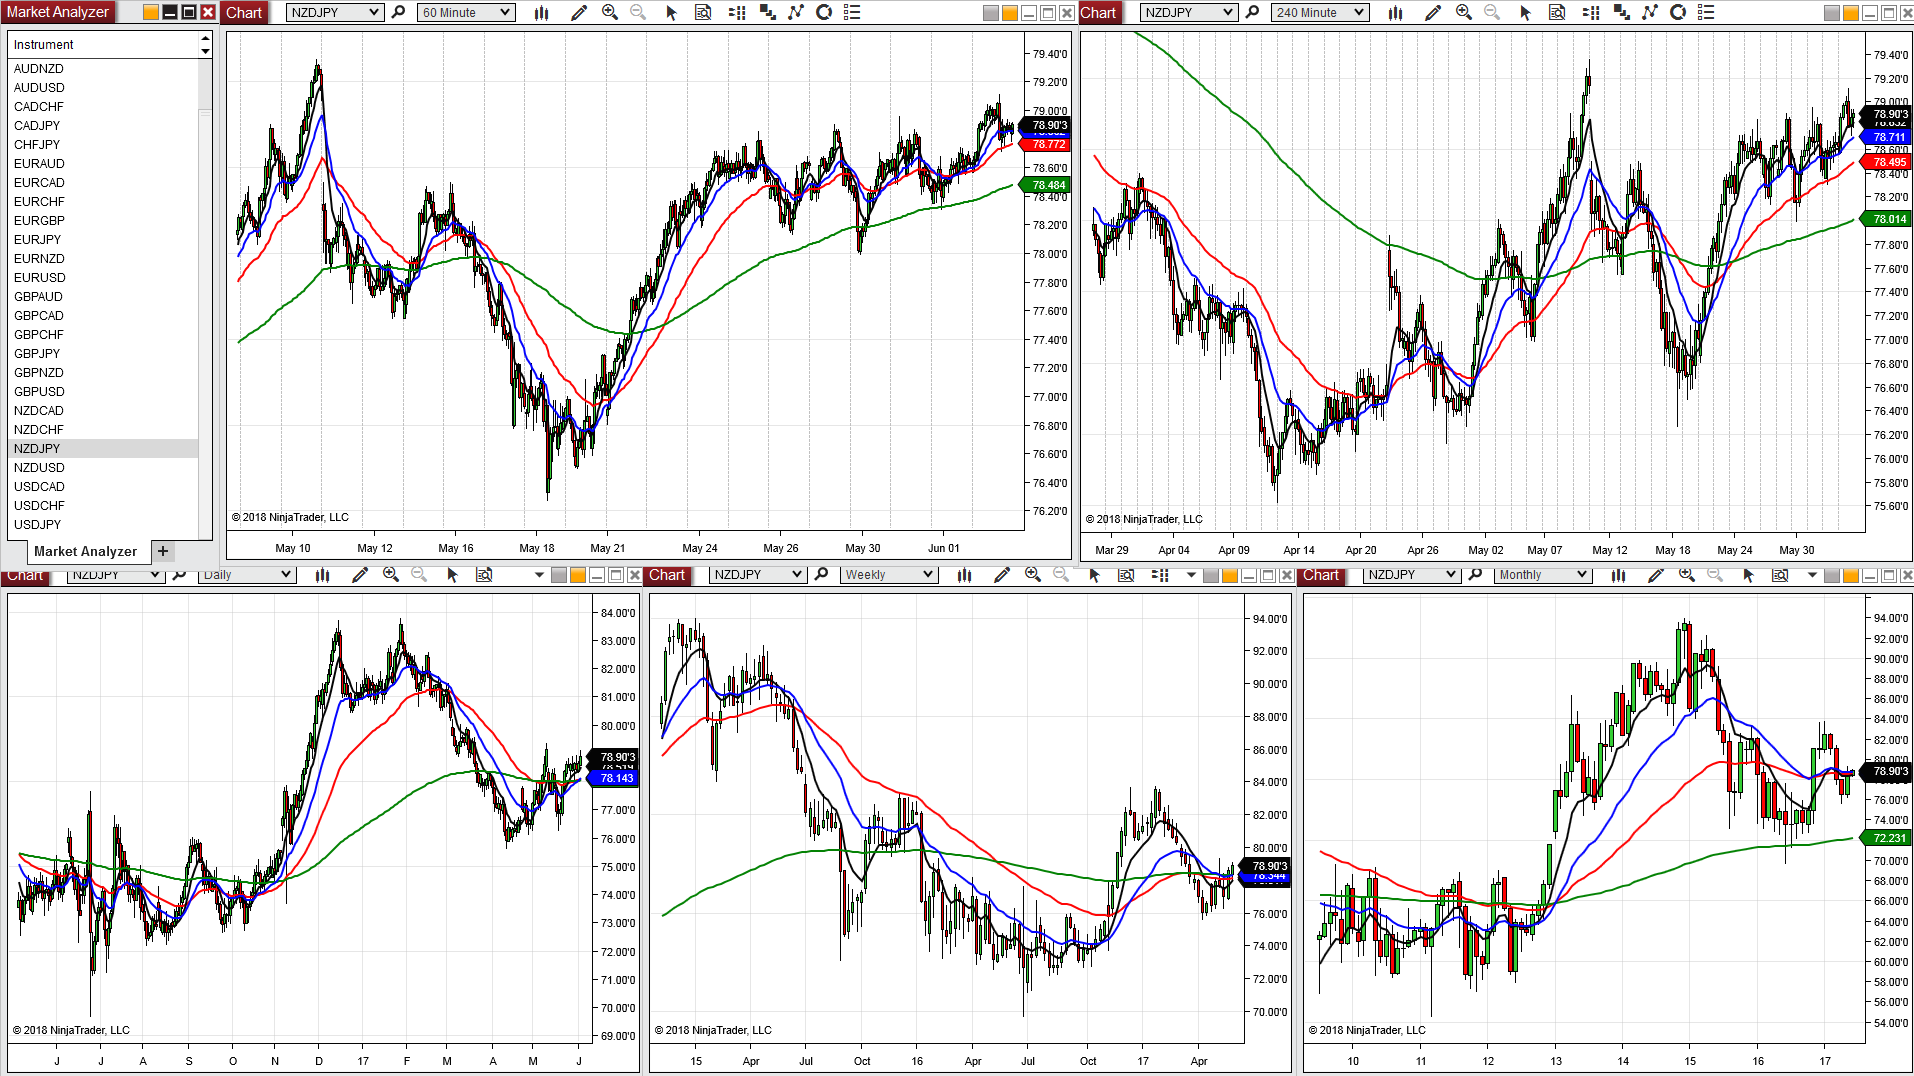 Market Analyzer
Instrument
AUDNZD
AUDUSD
CADCHF
CADJPY
CHFJPY
EURAUD
EURCAD
EURCHF
EURGBP
EURJPY
EURNZD
EURUSD
GBPAUD
GBPCAD
GBPCHF
GBPJPY
GBPNZD
GBPUSD
NZDCAD
NZDCHF
NZDJPY
NZDUSD
USDCAD
USDCHF
USDJPY
Market Analyzer +
Chart NZDJPY 60 Minute
79.40'0
79.20'0
79.00'0
78.90'3
78.772
78.60'0
78.484
78.40'0
78.20'0
78.00'0
77.80'0
77.60'0
77.40'0
77.20'0
77.00'0
76.80'0
76.60'0
76.40'0
76.20'0
© 2018 NinjaTrader, LLC
May 10 May 12 May 16 May 18 May 21 May 24 May 26 May 30 Jun 01
Chart NZDJPY 240 Minute
79.40'0
79.20'0
79.00'0
78.90'3
78.711
78.60'0
78.495
78.40'0
78.20'0
78.014
77.80'0
77.60'0
77.40'0
77.20'0
77.00'0
76.80'0
76.60'0
76.40'0
76.20'0
76.00'0
75.80'0
75.60'0
© 2018 NinjaTrader, LLC
Mar 29 Apr 04 Apr 09 Apr 14 Apr 20 Apr 26 May 02 May 07 May 12 May 18 May 24 May 30
Chart NZDJPY Daily
84.00'0
83.00'0
82.00'0
81.00'0
80.00'0
78.90'3
78.143
77.00'0
76.00'0
75.00'0
74.00'0
73.00'0
72.00'0
71.00'0
70.00'0
69.00'0
© 2018 NinjaTrader, LLC
J J A S O N D 17 F M A M J
Chart NZDJPY Weekly
94.00'0
92.00'0
90.00'0
88.00'0
86.00'0
84.00'0
82.00'0
80.00'0
78.90'3
78.344
76.00'0
74.00'0
72.00'0
70.00'0
© 2018 NinjaTrader, LLC
15 Apr Jul Oct 16 Apr Jul Oct 17 Apr
Chart NZDJPY Monthly
94.00'0
92.00'0
90.00'0
88.00'0
86.00'0
84.00'0
82.00'0
80.00'0
78.90'3
76.00'0
74.00'0
72.231
70.00'0
68.00'0
66.00'0
64.00'0
62.00'0
60.00'0
58.00'0
56.00'0
54.00'0
© 2018 NinjaTrader, LLC
10 11 12 13 14 15 16 17